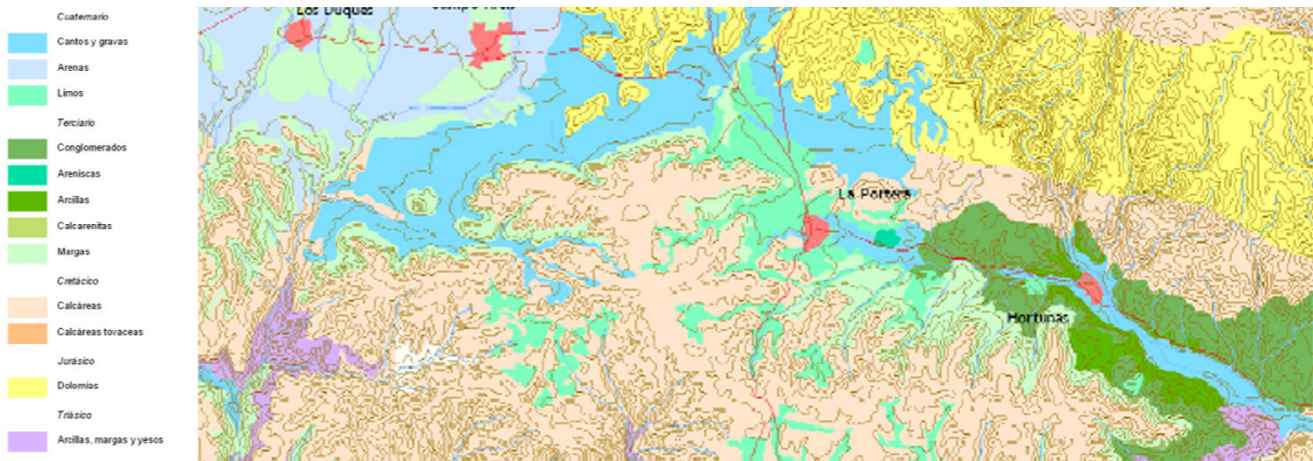 Cuaternario
Cantos y gravas
Arenas
Limos
Terciario
Conglomerados
Areniscas
Arcillas
Calcarenitas
Margas
Cretácico
Calcáreas
Calcáreas tovaceas
Jurásico
Dolomías
Triásico
Arcillas, margas y yesos
Los Duques
La Portera
Hortunas